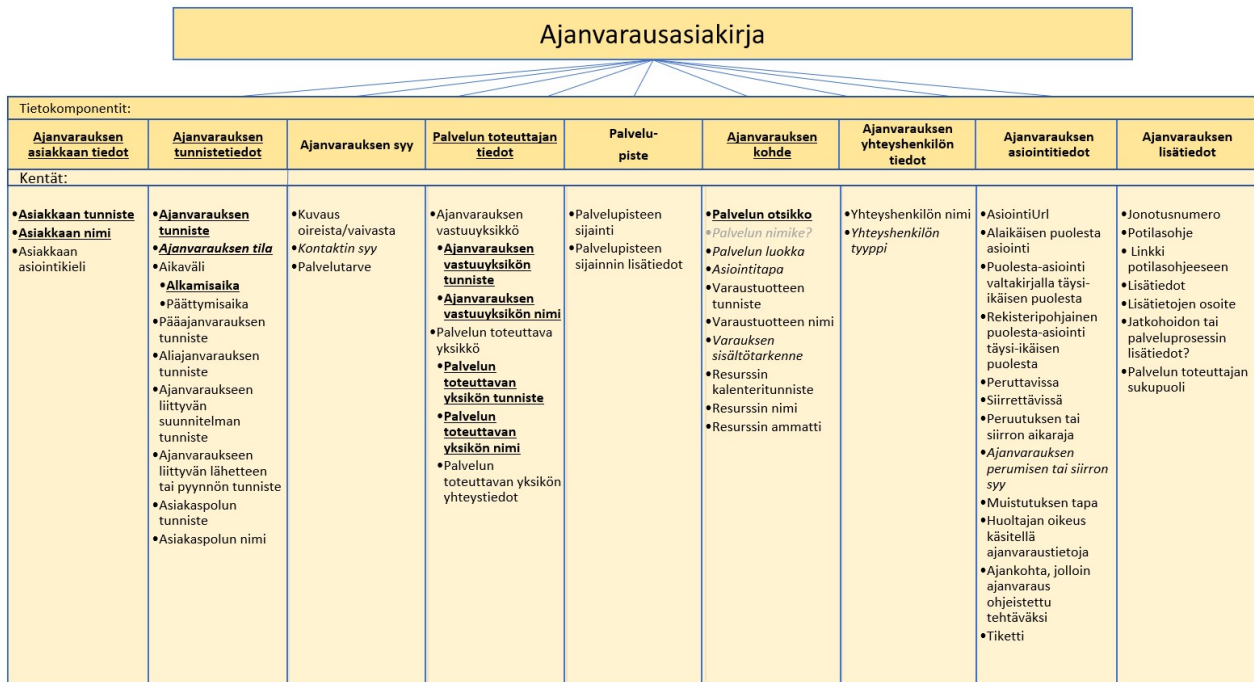 Ajanvarausasiakirja
Tietokomponentit:
Ajanvarauksen
asiakkaan tiedot
Ajanvarauksen
tunnistetiedot
Ajanvarauksen syy
Palvelun toteuttajan
tiedot
Palvelu-
piste
Ajanvarauksen
kohde
Ajanvarauksen
yhteyshenkilön
tiedot
Ajanvarauksen
asiointitiedot
Ajanvarauksen
lisätiedot
Kentät:
•Asiakkaan tunniste
•Asiakkaan nimi
•Asiakkaan
asiointikieli
•Ajanvarauksen
tunniste
•Ajanvarauksen tila
•Aikaväli
•Alkamisaika
•Päättymisaika
•Pääajanvarauksen
tunniste
•Aliajanvarauksen
tunniste
•Ajanvaraukseen
liittyvän
suunnitelman
tunniste
•Ajanvaraukseen
liittyvän lähetteen
tai pyynnön tunniste
•Asiakaspolun
tunniste
•Asiakaspolun nimi
•Kuvaus
oireista/vaivasta
•Kontaktin syy
•Palvelutarve
•Ajanvarauksen
vastuuyksikkö
•Ajanvarauksen
vastuuyksikön
tunniste
•Ajanvarauksen
vastuuyksikön nimi
•Palvelun toteuttava
yksikkö
•Palvelun
toteuttavan
yksikön tunniste
•Palvelun
toteuttavan
yksikön nimi
•Palvelun
toteuttavan yksikön
yhteystiedot
•Palvelupisteen
sijainti
•Palvelupisteen
sijainnin lisätiedot
•Palvelun otsikko
•Palvelun nimike?
•Palvelun luokka
•Asiointitapa
•Varaustuotteen
tunniste
•Varaustuotteen nimi
•Varauksen
sisältötarkenne
•Resurssin
kalenteritunniste
•Resurssin nimi
•Resurssin ammatti
•Yhteyshenkilön nimi
•Yhteyshenkilön
tyyppi
•AsiointiUrl
•Alaikäisen puolesta
asiointi
•Puolesta-asiointi
valtakirjalla täysi-
ikäisen puolesta
•Rekisteripohjainen
puolesta-asiointi
täysi-ikäisen
puolesta
•Peruttavissa
•Siirrettävissä
•Peruutuksen tai
siirron aikaraja
•Ajanvarauksen
perumisen tai siirron
syy
•Muistutuksen tapa
•Huoltajan oikeus
käsitellä
ajanvaraustietoja
•Ajankohta, jolloin
ajanvaraus
ohjeistettu
tehtäväksi
•Tiketti
•Jonotusnumero
•Potilasohje
• Linkki
potilasohjeeseen
•Lisätiedot
•Lisätietojen osoite
•Jatkohoidon tai
palveluprosessin
lisätiedot?
•Palvelun toteuttajan
sukupuoli